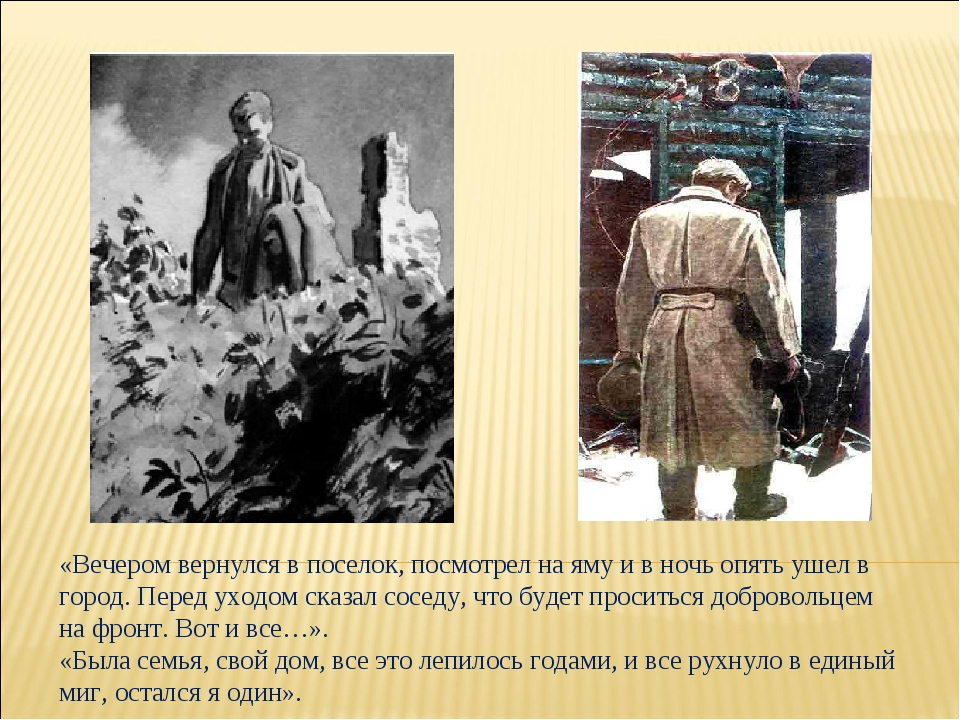 8
«Вечером вернулся в поселок, посмотрел на яму и в ночь опять ушел в
город. Перед уходом сказал соседу, что будет проситься добровольцем
на фронт. Вот и все…».
«Была семья, свой дом, все это лепилось годами, и все рухнуло в единый
миг, остался я один».